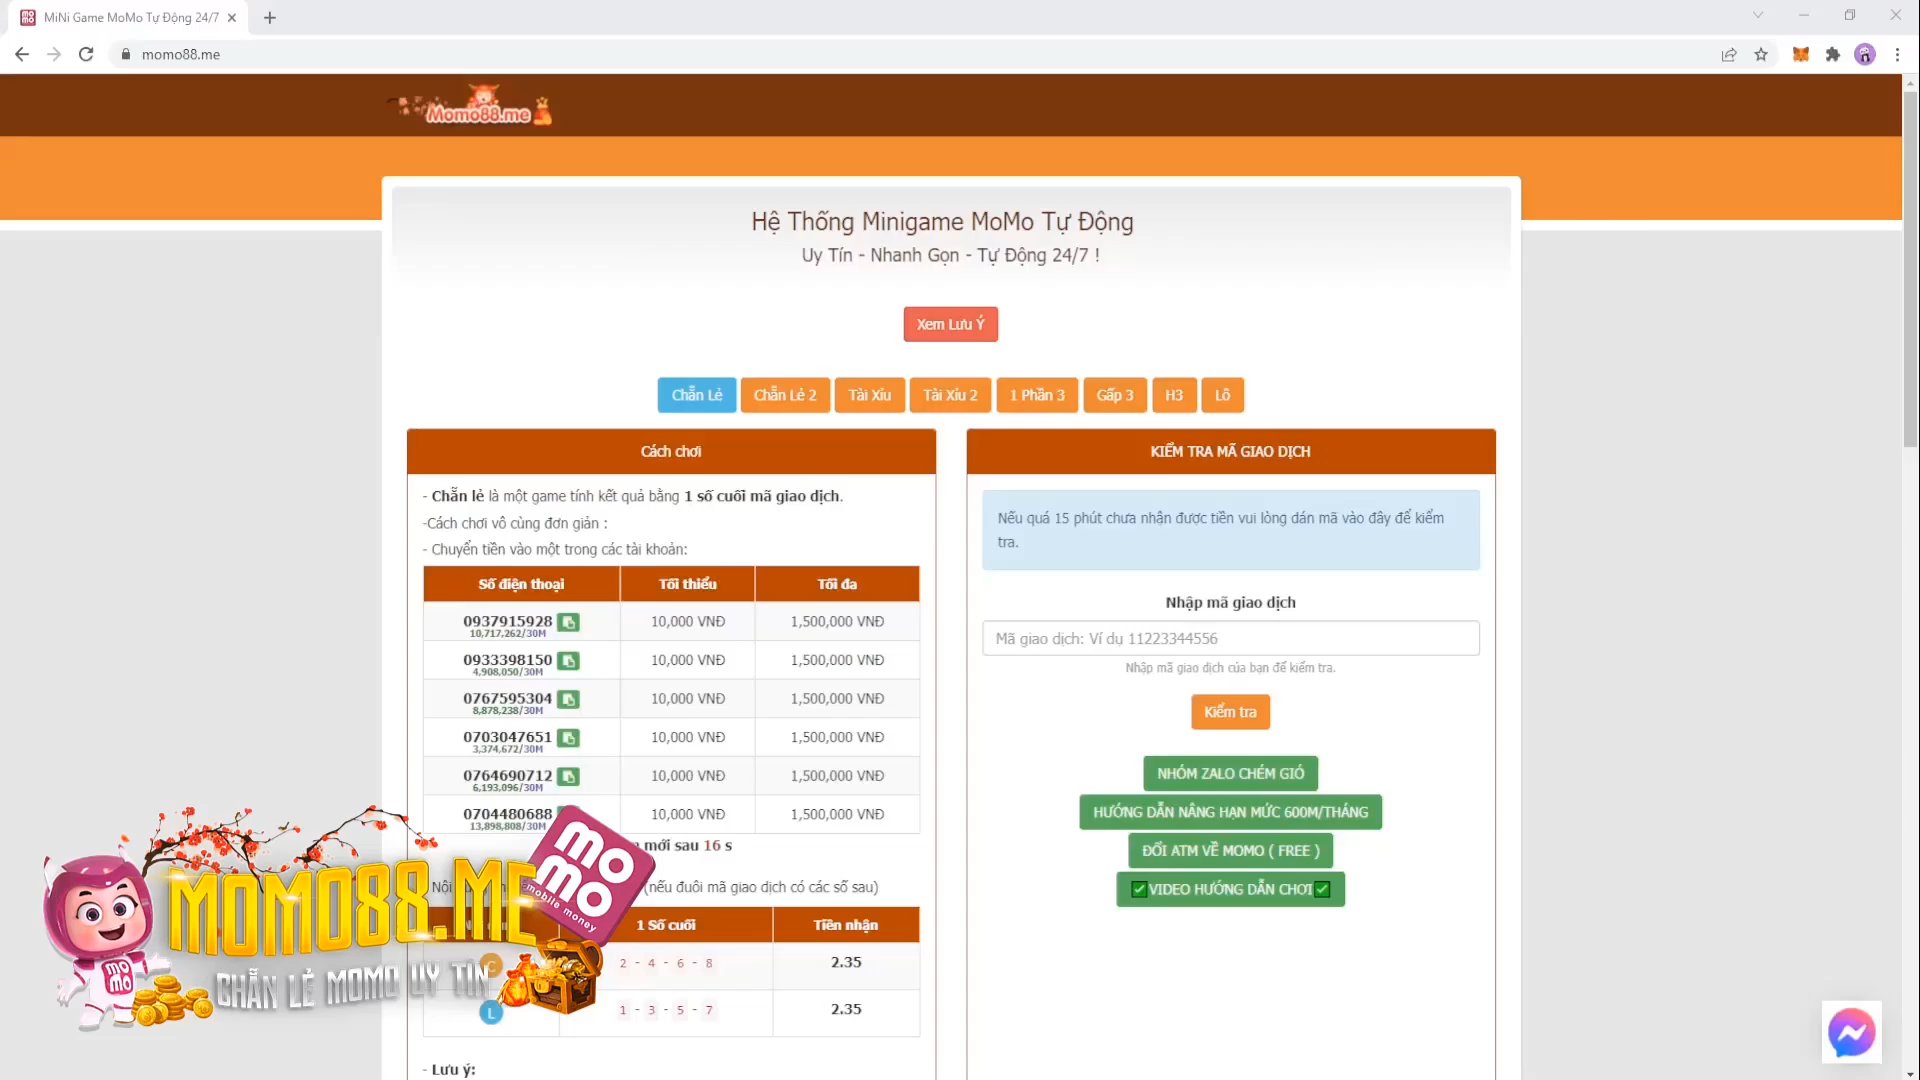 MiNi Game MoMo Tự Động 24/7
momo88.me
Momo88.me
Hệ Thống Minigame MoMo Tự Động
Uy Tín - Nhanh Gọn - Tự Động 24/7 !
Xem Lưu Ý
Chẵn Lẻ
Chẵn Lẻ 2
Tài Xỉu
Tài Xỉu 2
1 Phần 3
Gấp 3
H3
Lô
Cách chơi
- Chẵn lẻ là một game tính kết quả bằng 1 số cuối mã giao dịch.
-Cách chơi vô cùng đơn giản :
- Chuyển tiền vào một trong các tài khoản:
Số điện thoại Tối thiểu Tối đa
0937915928 10,000 VNĐ 1,500,000 VNĐ
10,717,262/30M
0933398150 10,000 VNĐ 1,500,000 VNĐ
4,908,050/30M
0767595304 10,000 VNĐ 1,500,000 VNĐ
8,878,238/30M
0703047651 10,000 VNĐ 1,500,000 VNĐ
3,374,672/30M
0764690712 10,000 VNĐ 1,500,000 VNĐ
6,193,096/30M
0704480688 10,000 VNĐ 1,500,000 VNĐ
13,898,808/30M
mới sau 16 s
(nếu đuôi mã giao dịch có các số sau)
1 Số cuối Tiền nhận
C 2 - 4 - 6 - 8 2.35
L 1 - 3 - 5 - 7 2.35
- Lưu ý:
KIỂM TRA MÃ GIAO DỊCH
Nếu quá 15 phút chưa nhận được tiền vui lòng dán mã vào đây để kiểm
tra.
Nhập mã giao dịch
Mã giao dịch: Ví dụ 11223344556
Nhập mã giao dịch của bạn để kiểm tra.
Kiểm tra
NHÓM ZALO CHÉM GIÓ
HƯỚNG DẪN NÂNG HẠN MỨC 600M/THÁNG
ĐỔI ATM VỀ MOMO ( FREE )
VIDEO HƯỚNG DẪN CHƠI
MOMO88.ME
CHẴN LẺ MOMO UY TÍN
mo
mo
mobile money
mo
mo